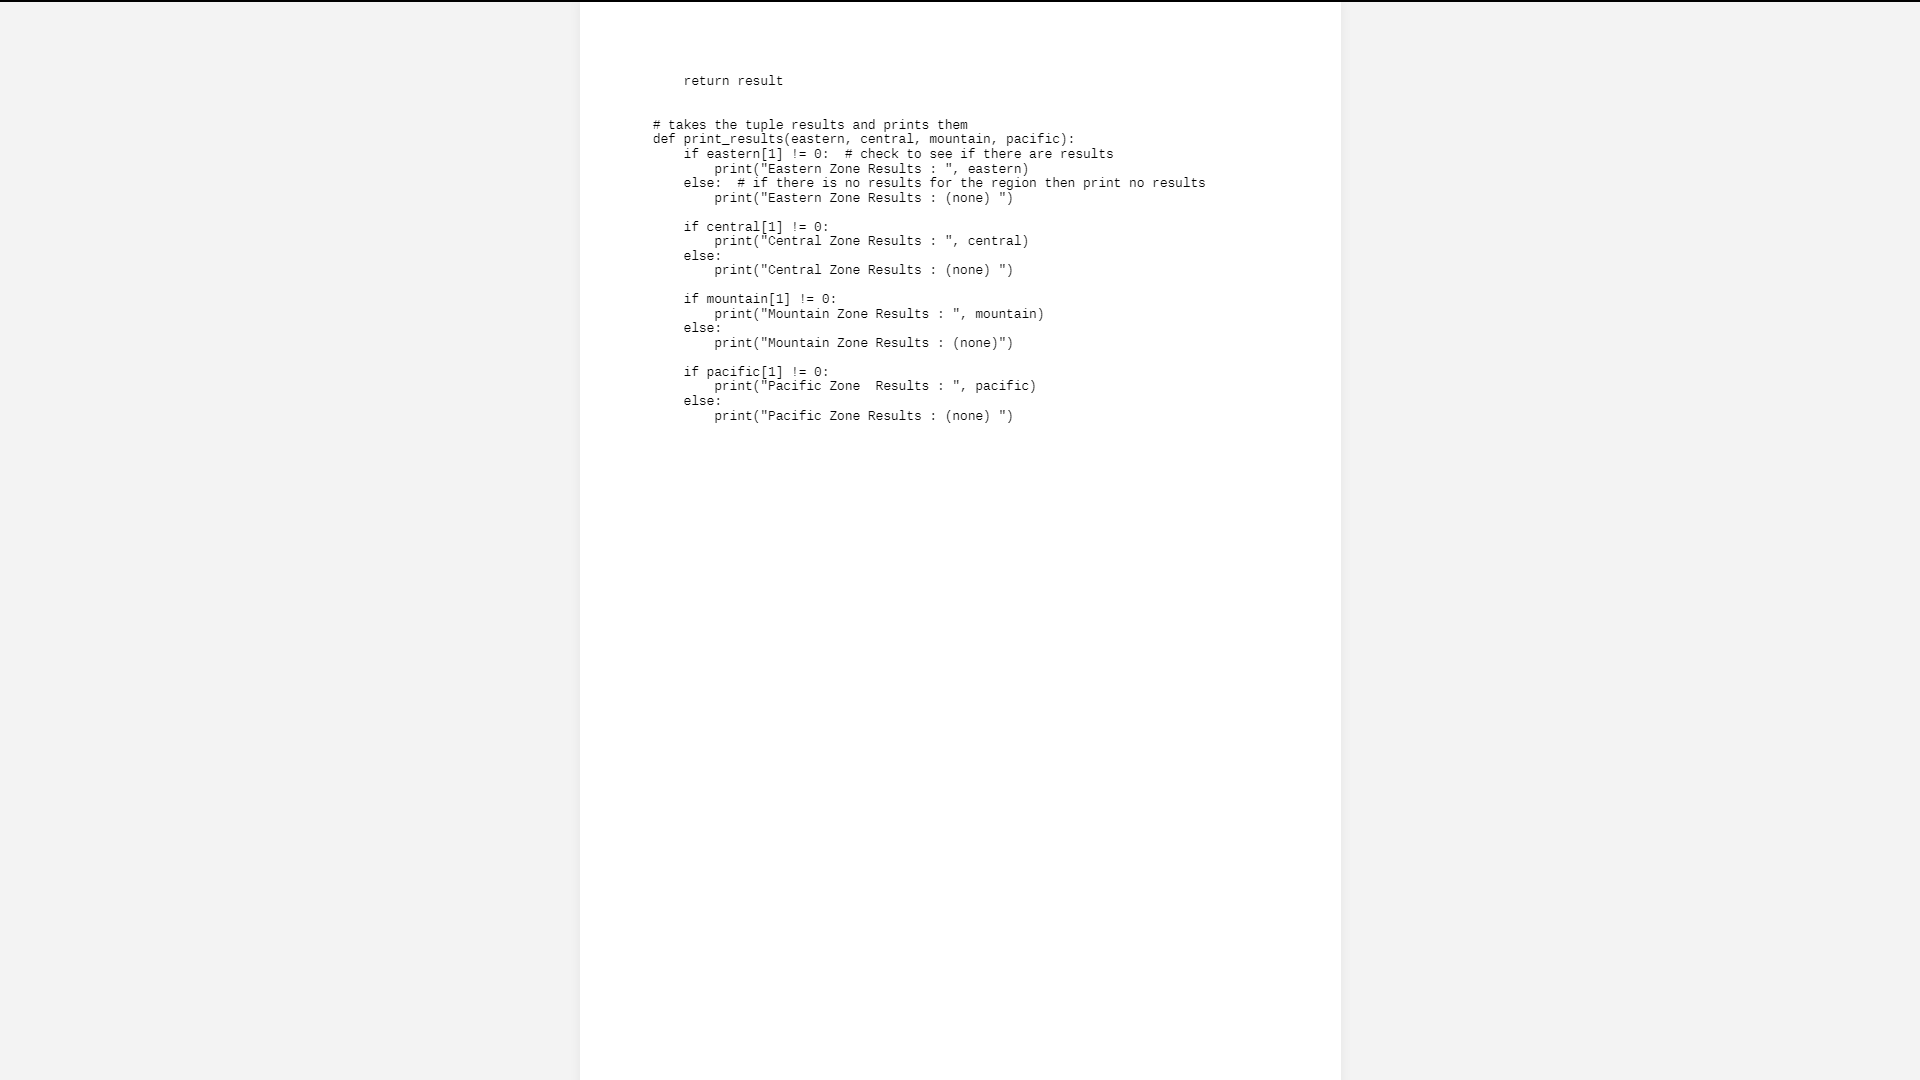 return result

# takes the tuple results and prints them
def print_results(eastern, central, mountain, pacific):
    if eastern[1] != 0:  # check to see if there are results
        print("Eastern Zone Results : ", eastern)
    else:  # if there is no results for the region then print no results
        print("Eastern Zone Results : (none) ")

    if central[1] != 0:
        print("Central Zone Results : ", central)
    else:
        print("Central Zone Results : (none) ")

    if mountain[1] != 0:
        print("Mountain Zone Results : ", mountain)
    else:
        print("Mountain Zone Results : (none)")

    if pacific[1] != 0:
        print("Pacific Zone  Results : ", pacific)
    else:
        print("Pacific Zone Results : (none) ")